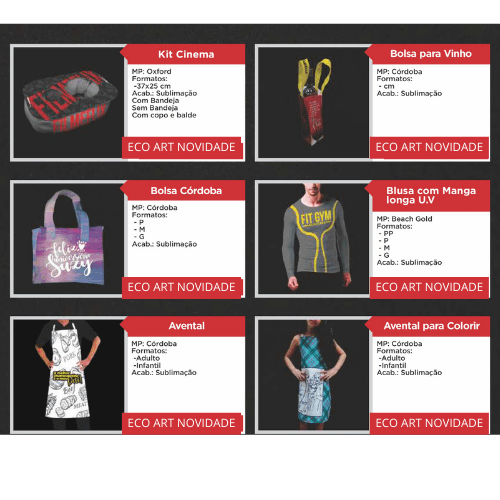 Kit Cinema
MP: Oxford
Formatos:
-37x25 cm
Acab.: Sublimação
Com Bandeja
Sem Bandeja
Com copo e balde
ECO ART NOVIDADE
Bolsa para Vinho
MP: Córdoba
Formatos:
- cm
Acab.: Sublimação
ECO ART NOVIDADE
Bolsa Córdoba
MP: Córdoba
Formatos:
- P
- M
- G
Acab.: Sublimação
feliz
Suzy
ECO ART NOVIDADE
Blusa com Manga
longa U.V
MP: Beach Gold
Formatos:
- PP
- P
- M
- G
Acab.: Sublimação
FIT GYM
ECO ART NOVIDADE
Avental
MP: Córdoba
Formatos:
-Adulto
-Infantil
Acab.: Sublimação
ECO ART NOVIDADE
Avental para Colorir
MP: Córdoba
Formatos:
-Adulto
-Infantil
Acab.: Sublimação
ECO ART NOVIDADE